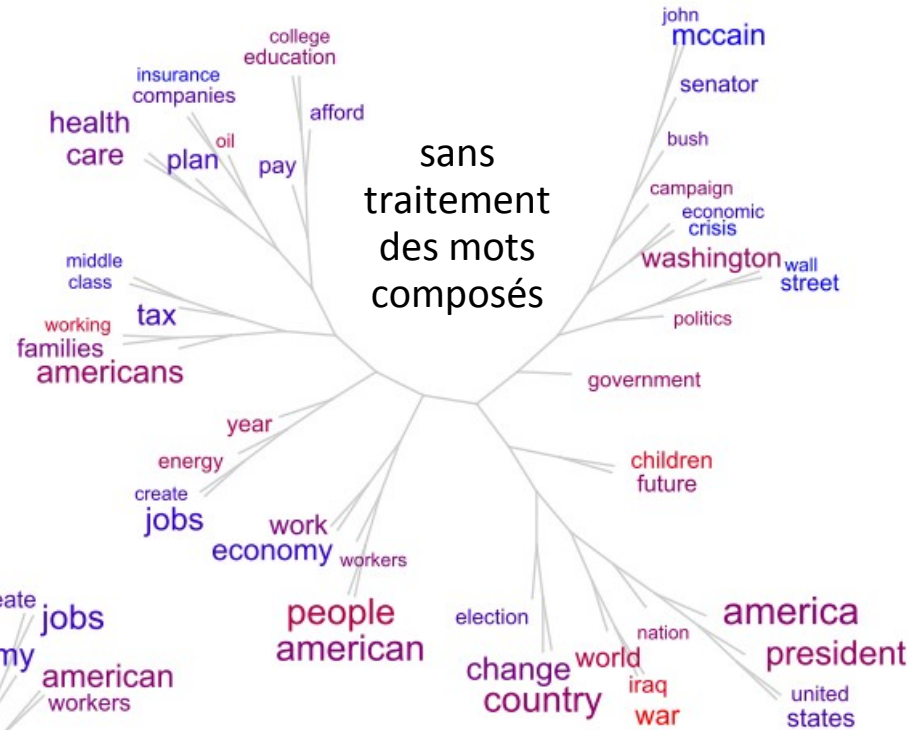 john
mccain
senator
bush
campaign
economic
crisis
washington
wall
street
politics
government
children
future
america
president
united
states
nation
world
iraq
war
election
change
country
college
education
afford
pay
insurance
companies
oil
plan
health
care
middle
class
tax
working
families
americans
year
energy
create
jobs
work
economy
workers
people
american
sans
traitement
des mots
composés
eate
jobs
my
american
workers